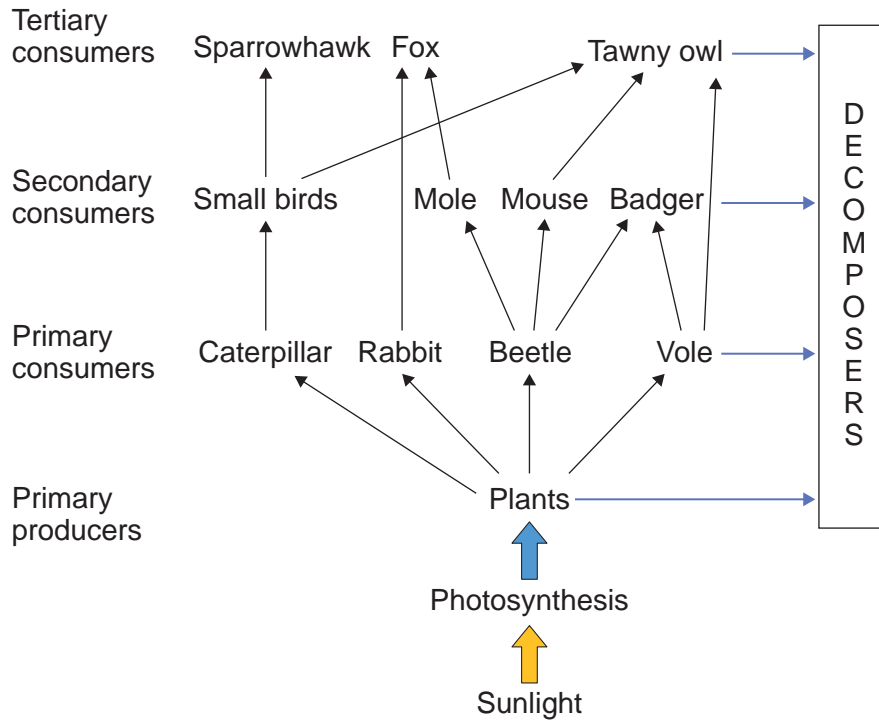 Tertiary
consumers
Sparrowhawk
Fox
Tawny owl
Secondary
consumers
Small birds
Mole
Mouse
Badger
Primary
consumers
Caterpillar
Rabbit
Beetle
Vole
Primary
producers
Plants
Photosynthesis
Sunlight
DECOMPOSERS